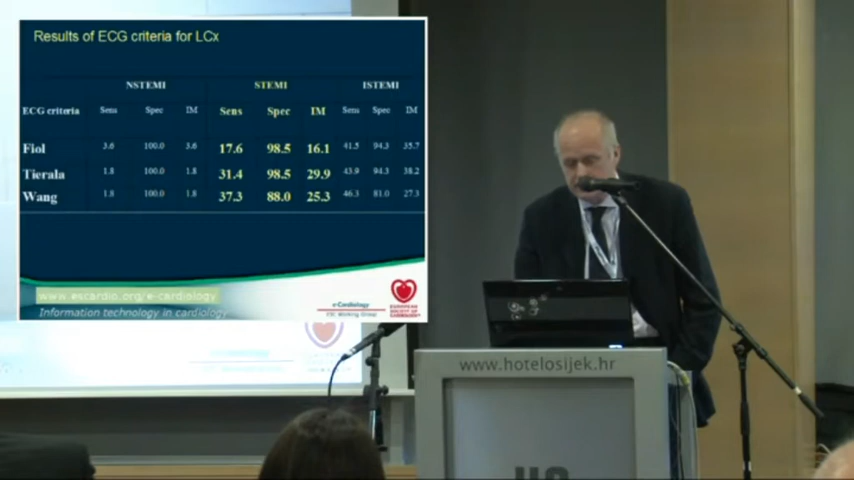 Results of ECG criteria for LCx
NSTEMI STEMI ISTEMI
ECG criteria Sens Spec IM Sens Spec IM Sens Spec IM
Fiol 3.6 100.0 3.6 17.6 98.5 16.1 41.5 94.3 35.7
Tierala 1.8 100.0 1.8 31.4 98.5 29.9 43.9 94.3 38.2
Wang 1.8 100.0 1.8 37.3 88.0 25.3 46.3 81.0 27.3
www.escardio.org/e-cardiology
Information technology in cardiology
e-Cardiology
ESC Working Group
EUROPEAN
SOCIETY OF
CARDIOLOGY
www.hotelosijek.hr